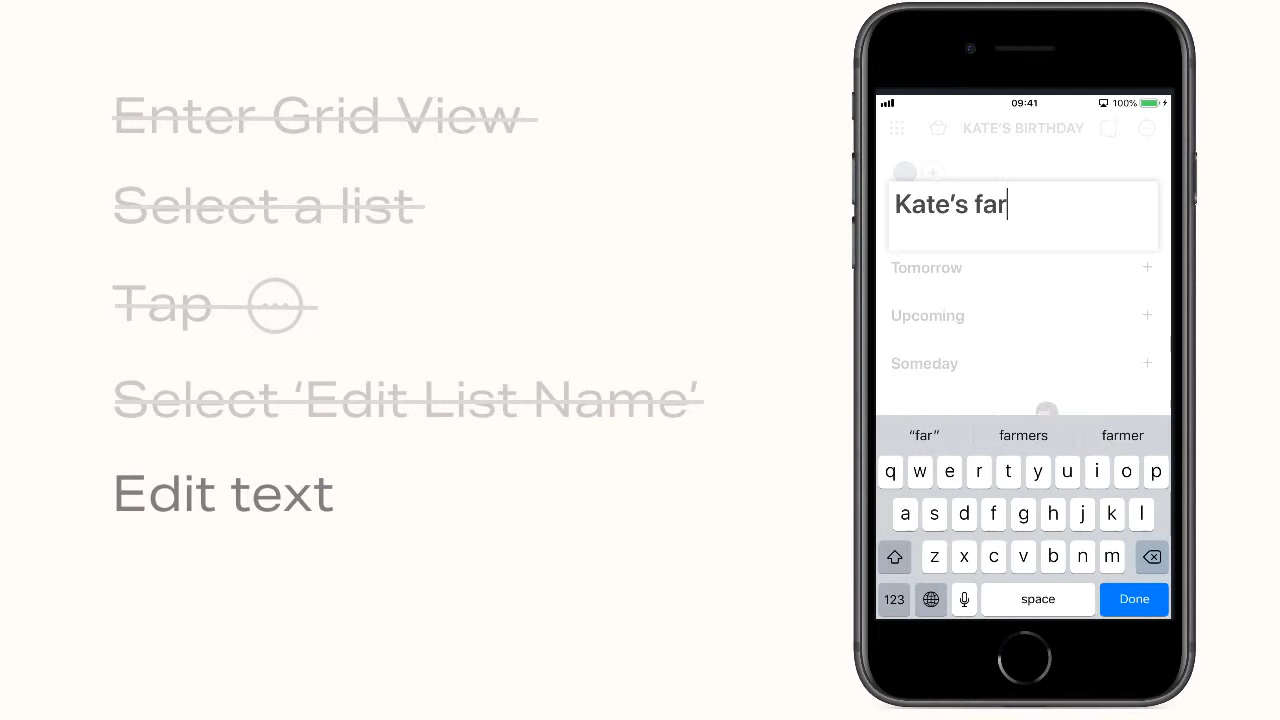 Enter Grid View
Select a list
Tap
Select ‘Edit List Name’
Edit text
09:41
100%
KATE’S BIRTHDAY
Kate’s far
Tomorrow +
Upcoming +
Someday +
“far” farmers farmer
q w e r t y u i o p
a s d f g h j k l
z x c v b n m
123 space Done